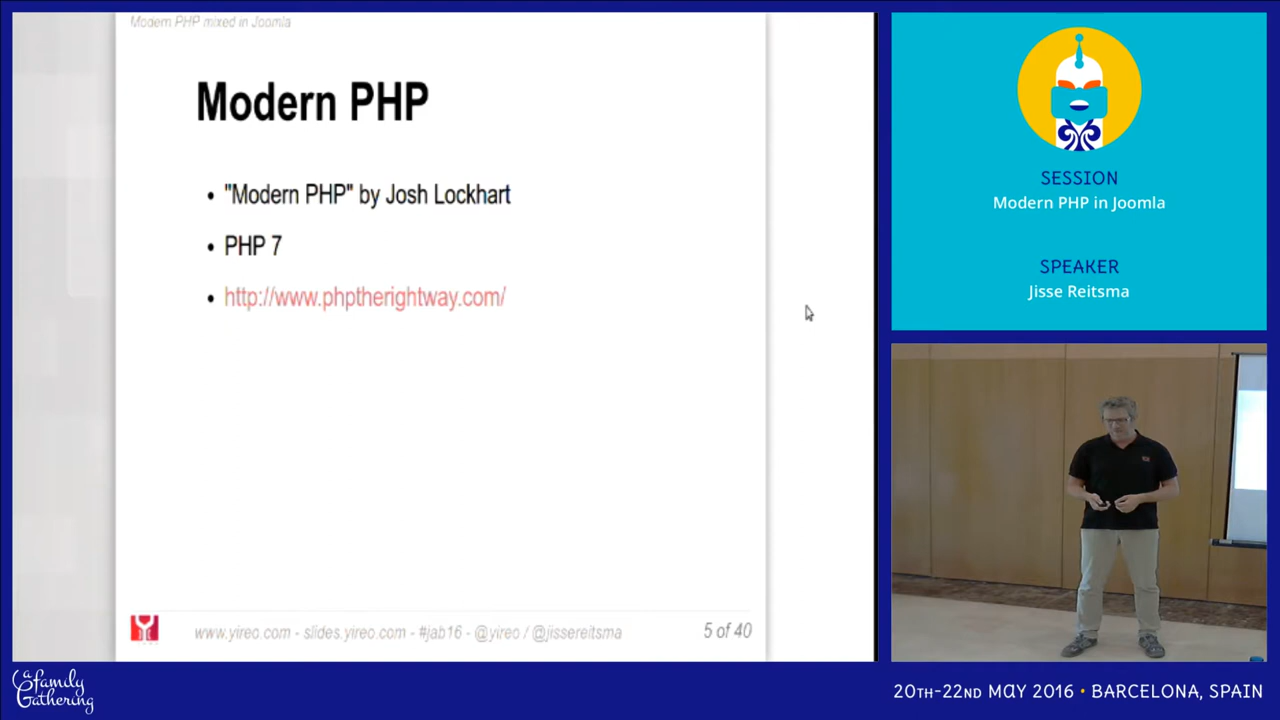 Modern PHP mixed in Joomla
Modern PHP
• "Modern PHP" by Josh Lockhart
• PHP 7
• http://www.phptherightway.com/
www.yireo.com - slides.yireo.com - #jab16 - @yireo / @jissereitsma
5 of 40
SESSION
Modern PHP in Joomla
SPEAKER
Jisse Reitsma
a family
Gathering
20TH-22ND MAY 2016 • BARCELONA, SPAIN